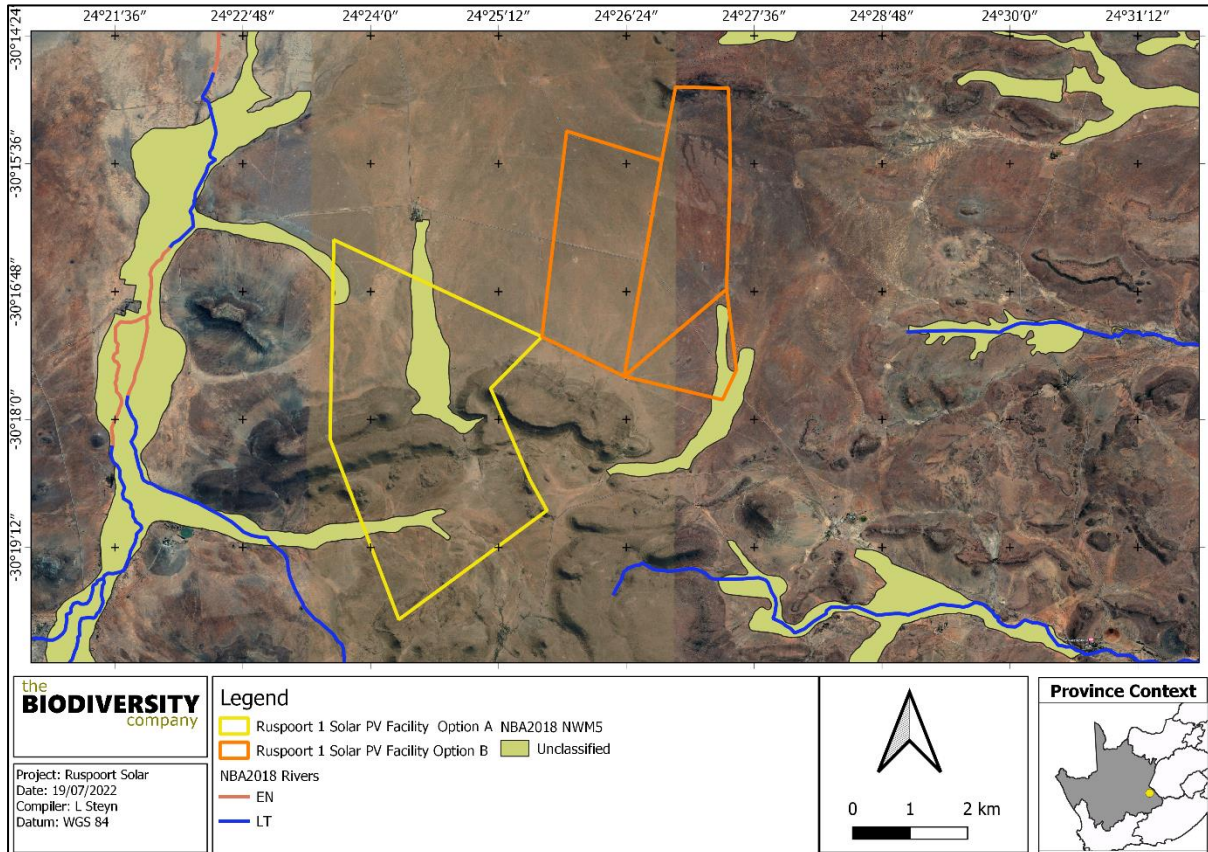 24°21'36″ 24°22'48″ 24°24'0″ 24°25'12″ 24°26'24″ 24°27'36″ 24°28'48″ 24°30'0″ 24°31'12″
-30°14'24″
-30°15'36″
-30°16'48″
-30°18'0″
-30°19'12″
the
BIODIVERSITY
company
Project: Ruspoort Solar
Date: 19/07/2022
Compiler: L Steyn
Datum: WGS 84
Legend
Ruspoort 1 Solar PV Facility Option A
Ruspoort 1 Solar PV Facility Option B
NBA2018 Rivers
EN
LT
NBA2018 NWM5
Unclassified
0 1 2 km
Province Context